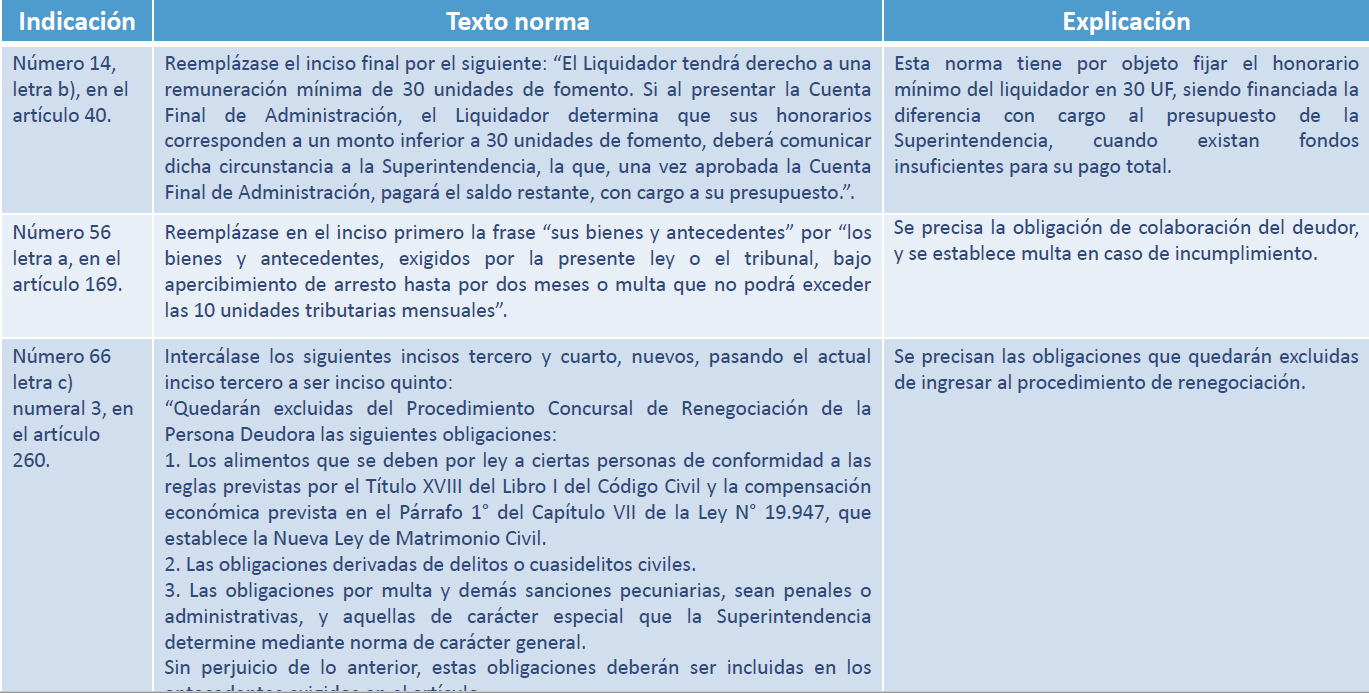 Indicación
Texto norma
Explicación
Número 14,
letra b), en el
artículo 40.
Reemplázase el inciso final por el siguiente: “El Liquidador tendrá derecho a una
remuneración mínima de 30 unidades de fomento. Si al presentar la Cuenta
Final de Administración, el Liquidador determina que sus honorarios
corresponden a un monto inferior a 30 unidades de fomento, deberá comunicar
dicha circunstancia a la Superintendencia, la que, una vez aprobada la Cuenta
Final de Administración, pagará el saldo restante, con cargo a su presupuesto.”.
Esta norma tiene por objeto fijar el honorario
mínimo del liquidador en 30 UF, siendo financiada la
diferencia con cargo al presupuesto de la
Superintendencia, cuando existan fondos
insuficientes para su pago total.
Número 56
letra a, en el
artículo 169.
Reemplázase en el inciso primero la frase “sus bienes y antecedentes” por “los
bienes y antecedentes, exigidos por la presente ley o el tribunal, bajo
apercibimiento de arresto hasta por dos meses o multa que no podrá exceder
las 10 unidades tributarias mensuales”.
Se precisa la obligación de colaboración del deudor,
y se establece multa en caso de incumplimiento.
Número 66
letra c)
numeral 3, en
el artículo
260.
Intercálase los siguientes incisos tercero y cuarto, nuevos, pasando el actual
inciso tercero a ser inciso quinto:
“Quedarán excluidas del Procedimiento Concursal de Renegociación de la
Persona Deudora las siguientes obligaciones:
1. Los alimentos que se deben por ley a ciertas personas de conformidad a las
reglas previstas por el Título XVIII del Libro I del Código Civil y la compensación
económica prevista en el Párrafo 1° del Capítulo VII de la Ley N° 19.947, que
establece la Nueva Ley de Matrimonio Civil.
2. Las obligaciones derivadas de delitos o cuasidelitos civiles.
3. Las obligaciones por multa y demás sanciones pecuniarias, sean penales o
administrativas, y aquellas de carácter especial que la Superintendencia
determine mediante norma de carácter general.
Sin perjuicio de lo anterior, estas obligaciones deberán ser incluidas en los
Se precisan las obligaciones que quedarán excluidas
de ingresar al procedimiento de renegociación.